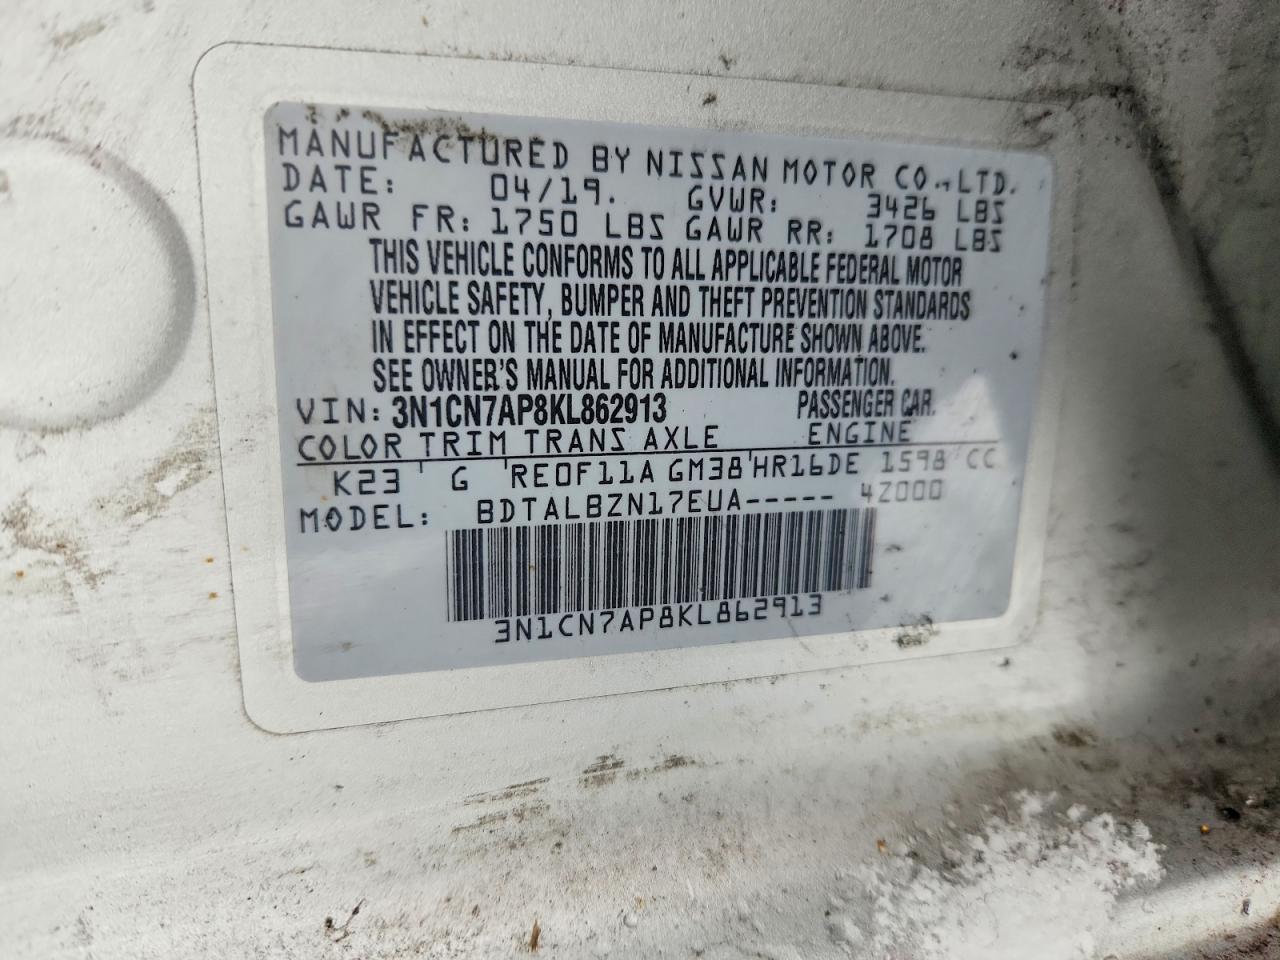 MANUFACTURED BY NISSAN MOTOR CO.,LTD.
DATE: 04/19. GVWR: 3426 LBS
GAWR FR: 1750 LBS GAWR RR: 1708 LBS
THIS VEHICLE CONFORMS TO ALL APPLICABLE FEDERAL MOTOR
VEHICLE SAFETY, BUMPER AND THEFT PREVENTION STANDARDS
IN EFFECT ON THE DATE OF MANUFACTURE SHOWN ABOVE.
SEE OWNER'S MANUAL FOR ADDITIONAL INFORMATION.
VIN: 3N1CN7AP8KL862913 PASSENGER CAR.
COLOR TRIM TRANS AXLE ENGINE
K23 ' G 'RE0F11A GM38'HR16DE 1598 CC
MODEL: BDTALBZN17EUA----- 4Z000
3N1CN7AP8KL862913